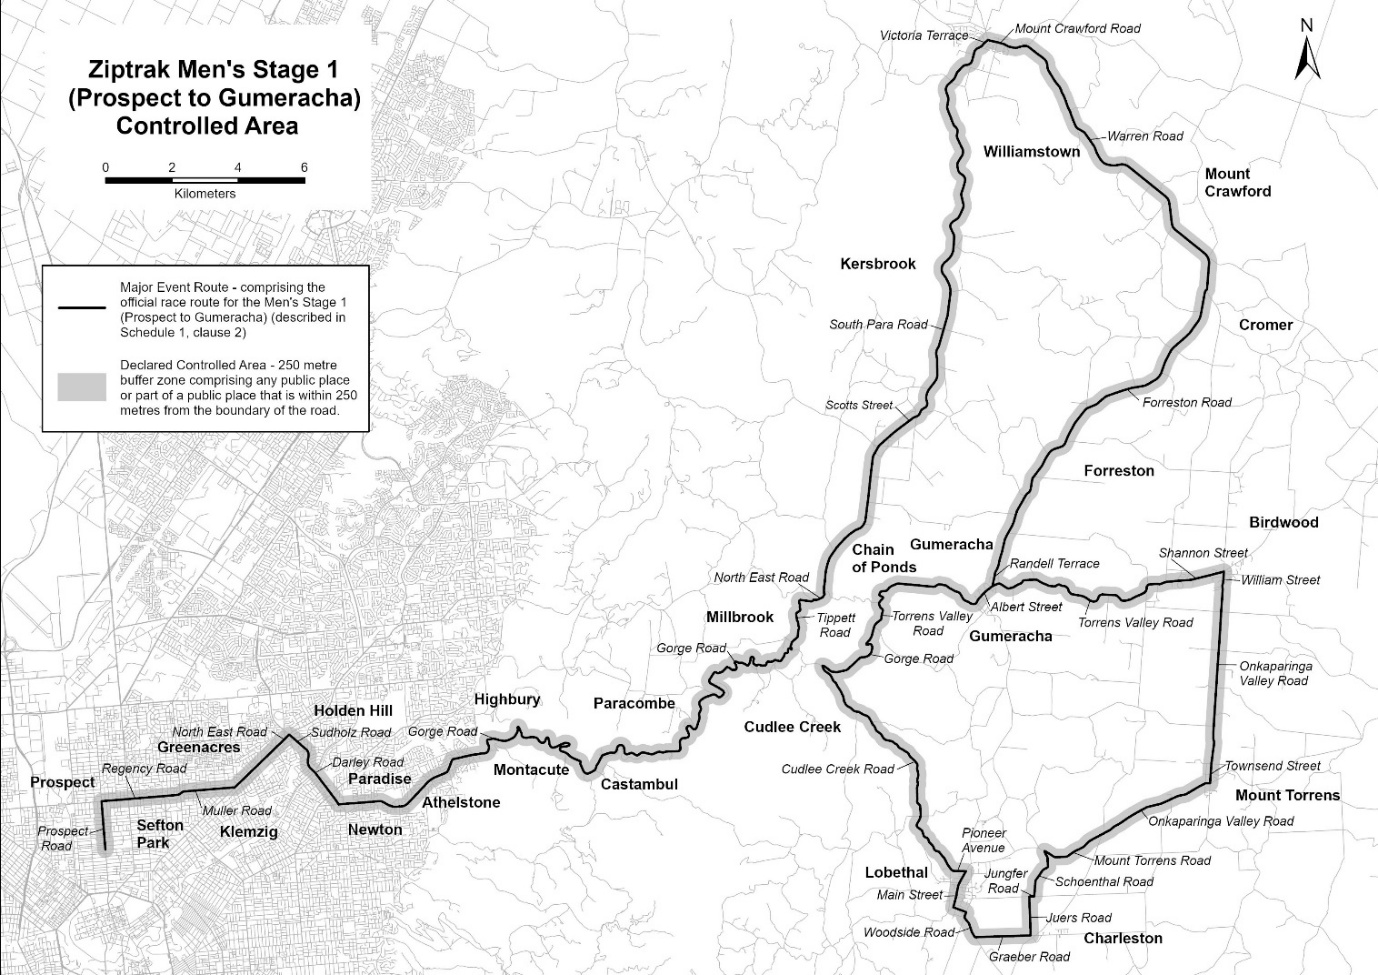 Ziptrak Men's Stage 1
(Prospect to Gumeracha)
Controlled Area
0 2 4 6
Kilometers
N
Major Event Route - comprising the
official race route for the Men's Stage 1
(Prospect to Gumeracha) (described in
Schedule 1, clause 2)
Declared Controlled Area - 250 metre
buffer zone comprising any public place
or part of a public place that is within 250
metres from the boundary of the road.
Victoria Terrace
Mount Crawford Road
Warren Road
Williamstown
Mount
Crawford
Kersbrook
South Para Road
Cromer
Scotts Street
Forreston Road
Forreston
Birdwood
Chain
of Ponds
Gumeracha
Shannon Street
Randell Terrace
North East Road
William Street
Albert Street
Millbrook
Tippett
Road
Torrens Valley
Road
Gumeracha
Torrens Valley Road
Gorge Road
Gorge Road
Onkaparinga
Valley Road
Highbury
Paracombe
Holden Hill
Cudlee Creek
North East Road
Sudholz Road
Gorge Road
Greenacres
Darley Road
Regency Road
Paradise
Montacute
Cudlee Creek Road
Townsend Street
Prospect
Castambul
Mount Torrens
Athelstone
Muller Road
Onkaparinga Valley Road
Prospect
Road
Sefton
Park
Klemzig
Newton
Pioneer
Avenue
Mount Torrens Road
Lobethal
Jungfer
Road
Schoenthal Road
Main Street
Juers Road
Woodside Road
Charleston
Graeber Road